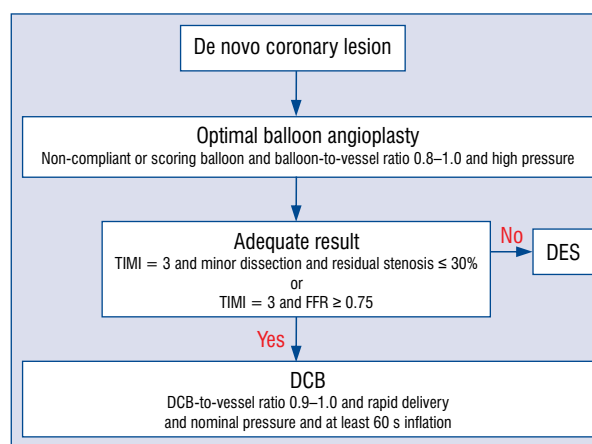 De novo coronary lesion
Optimal balloon angioplasty
Non-compliant or scoring balloon and balloon-to-vessel ratio 0.8–1.0 and high pressure
Adequate result
TIMI = 3 and minor dissection and residual stenosis ≤ 30%
or
TIMI = 3 and FFR ≥ 0.75
No
DES
Yes
DCB
DCB-to-vessel ratio 0.9–1.0 and rapid delivery
and nominal pressure and at least 60 s inflation